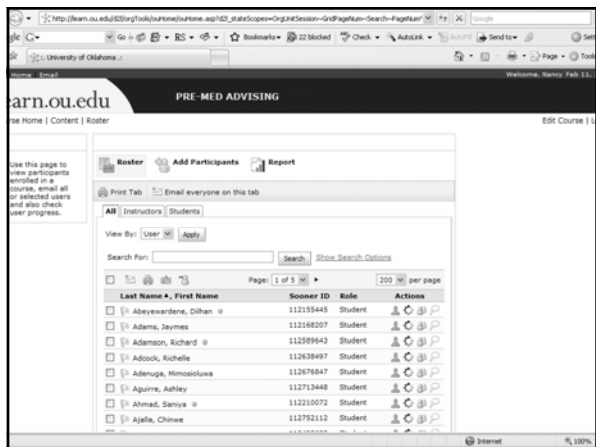 http://learn.ou.edu/d2l/orgTools/ouHome/ouHome.asp?d2l_stateScopes=OrgUnitSession~GridPageNum~Search~PageNum Google
gle G Go RS Bookmarks 22 blocked Check AutoLink AutoFill Send to Sett
.: University of Oklahoma :. Page Tools
Home Email Welcome, Nancy Feb 11,
earn.ou.edu PRE-MED ADVISING
rse Home | Content | Roster Edit Course | L
Use this page to
view participants
enrolled in a
course, email all
or selected users
and also check
user progress.
Roster Add Participants Report
Print Tab Email everyone on this tab
All Instructors Students
View By: User Apply
Search For: Search Show Search Options
Page: 1 of 5 200 per page
Last Name, First Name Sooner ID Role Actions
Abeyewardene, Dilhan 112155445 Student
Adams, Jaymes 112168207 Student
Adamson, Richard 112589643 Student
Adcock, Richelle 112638497 Student
Adenuga, Mimosioluwa 112676847 Student
Aguirre, Ashley 112713448 Student
Ahmad, Saniya 112210072 Student
Ajalla, Chinwe 112752112 Student
Internet 100%